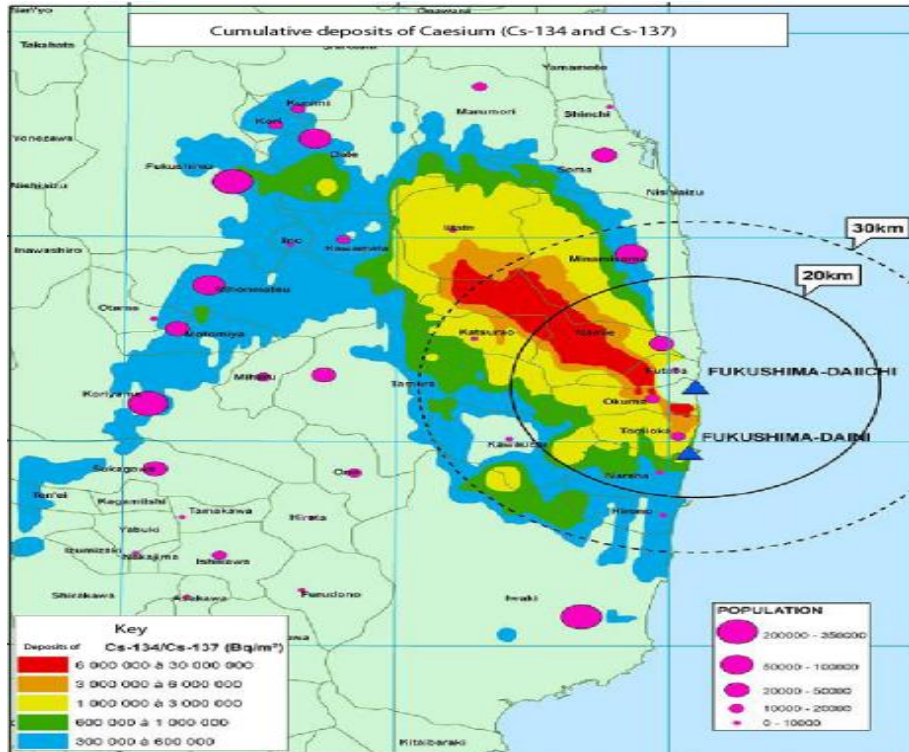 Cumulative deposits of Caesium (Cs-134 and Cs-137)
Takahata
Yamamoto
Kunimi
Marumori
Shinchi
Kori
Yonezawa
Date
Fukushima
Soma
Nishiaizu
Nishiaizu
Iitate
30km
Iino
Kawamata
Inawashiro
Minamisoma
20km
Nihonmatsu
Otama
Motomiya
Katsurao
Namie
Futaba
FUKUSHIMA-DAIICHI
Miharu
Tamura
Koriyama
Okuma
Tomioka
FUKUSHIMA-DAINI
Kawauchi
Sukagawa
Ono
Naraha
Ten'ei
Kagamiishi
Tamakawa
Hirata
Hirono
Yabuki
Izumizaki
Nakajima
Ishikawa
Shirakawa
Asakawa
Furudono
Iwaki
Key
Deposits of Cs-134/Cs-137 (Bq/m²)
6 000 000 à 30 000 000
3 000 000 à 6 000 000
1 000 000 à 3 000 000
600 000 à 1 000 000
300 000 à 600 000
POPULATION
200000 - 350000
50000 - 100000
20000 - 50000
10000 - 20000
0 - 10000
Kitaibaraki